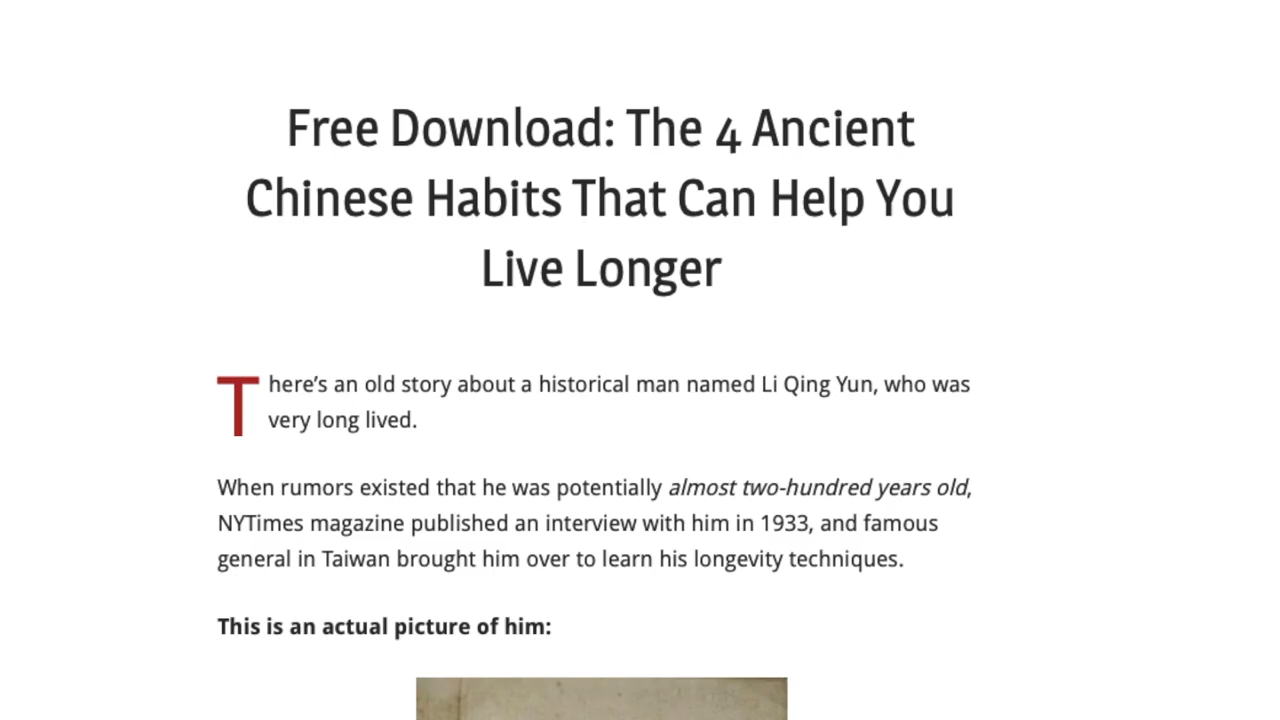 Free Download: The 4 Ancient
Chinese Habits That Can Help You
Live Longer
There’s an old story about a historical man named Li Qing Yun, who was
very long lived.
When rumors existed that he was potentially almost two-hundred years old,
NYTimes magazine published an interview with him in 1933, and famous
general in Taiwan brought him over to learn his longevity techniques.
This is an actual picture of him: